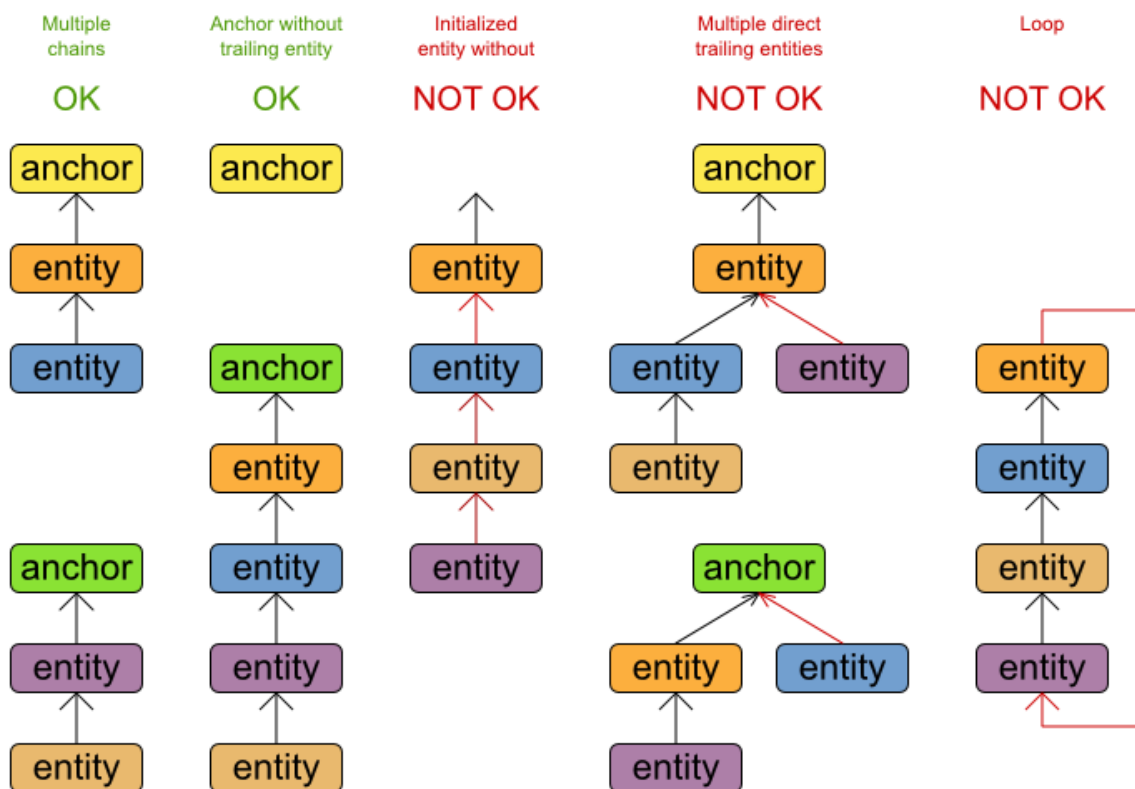 Multiple
chains
OK
anchor
entity
entity
anchor
entity
entity
Anchor without
trailing entity
OK
anchor
anchor
entity
entity
entity
entity
Initialized
entity without
NOT OK
entity
entity
entity
entity
Multiple direct
trailing entities
NOT OK
anchor
entity
entity
entity
entity
anchor
entity
entity
entity
Loop
NOT OK
entity
entity
entity
entity